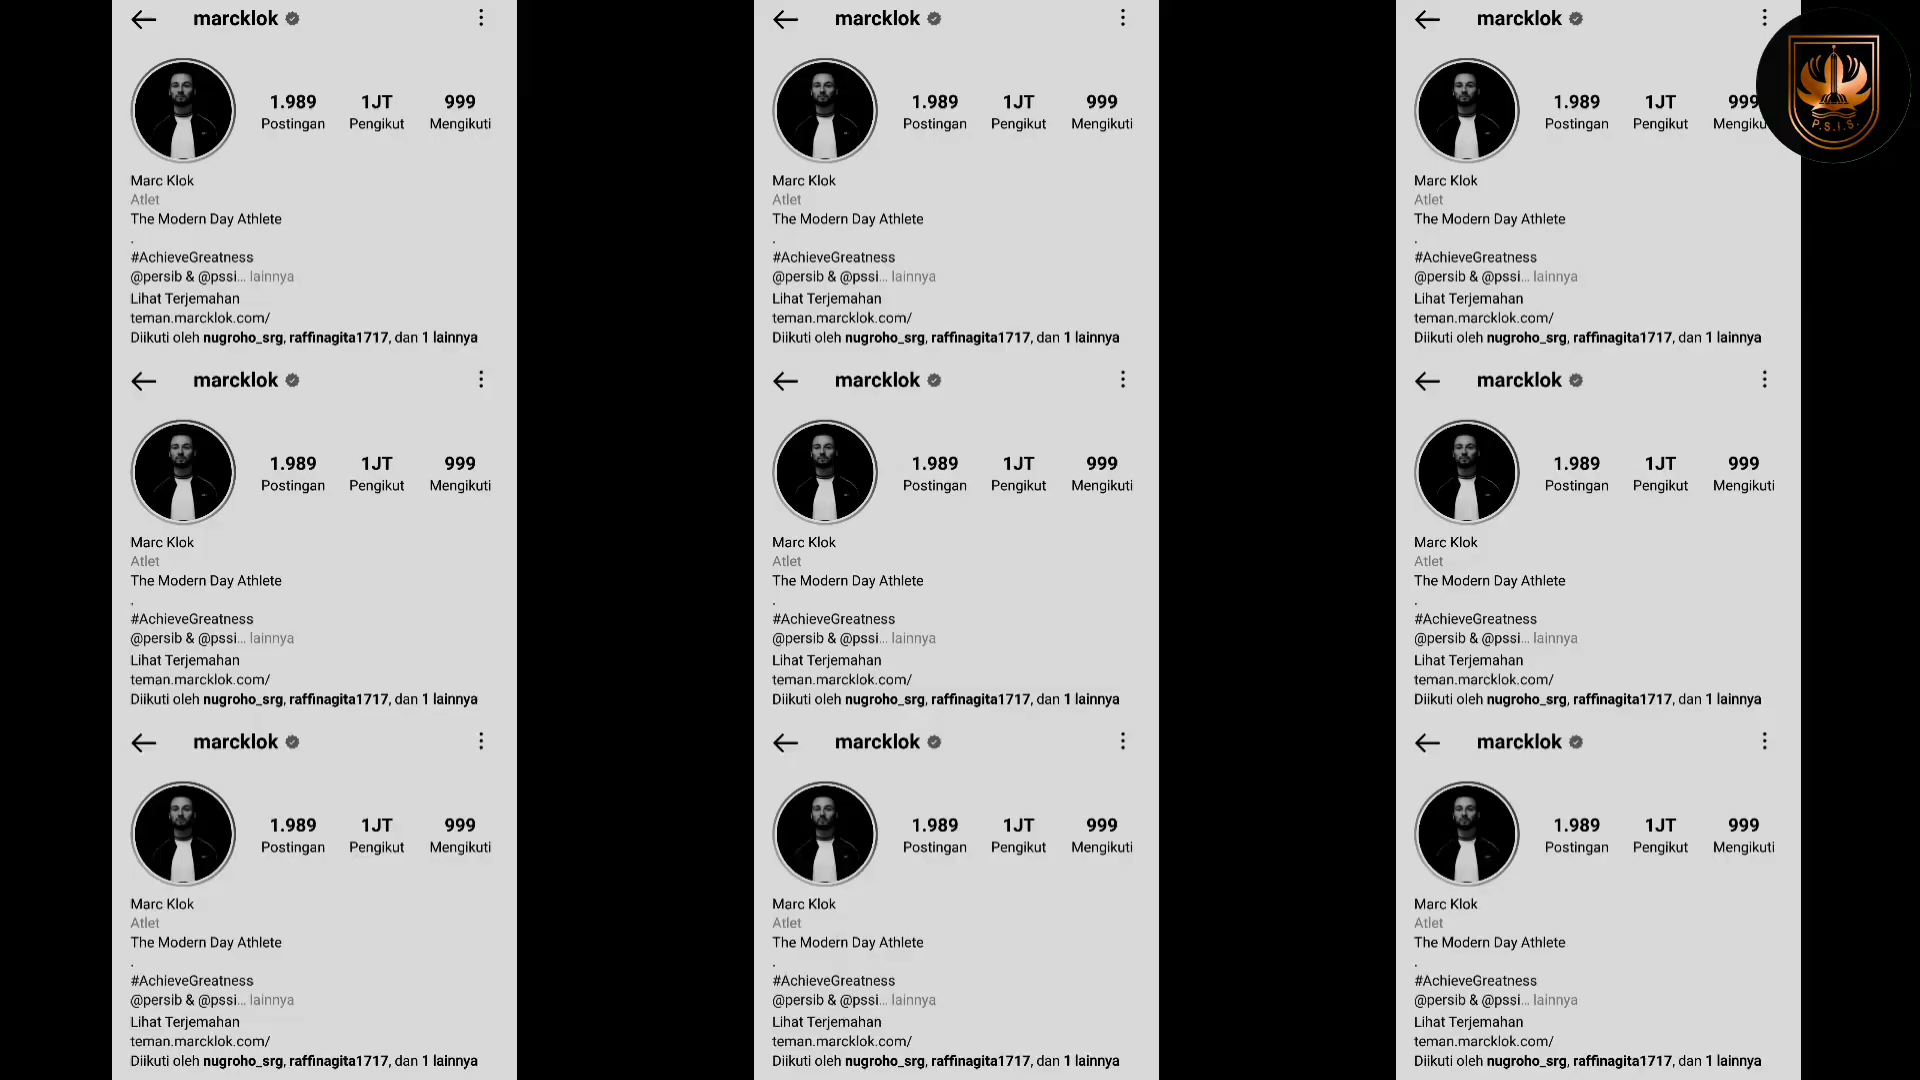 marcklok
1.989 1JT 999
Postingan Pengikut Mengikuti
Marc Klok
Atlet
The Modern Day Athlete
.
#AchieveGreatness
@persib & @pssi... lainnya
Lihat Terjemahan
teman.marcklok.com/
Diikuti oleh nugroho_srg, raffinagita1717, dan 1 lainnya
marcklok
1.989 1JT 999
Postingan Pengikut Mengikuti
Marc Klok
Atlet
The Modern Day Athlete
.
#AchieveGreatness
@persib & @pssi... lainnya
Lihat Terjemahan
teman.marcklok.com/
Diikuti oleh nugroho_srg, raffinagita1717, dan 1 lainnya
marcklok
1.989 1JT 999
Postingan Pengikut Mengikuti
Marc Klok
Atlet
The Modern Day Athlete
.
#AchieveGreatness
@persib & @pssi... lainnya
Lihat Terjemahan
teman.marcklok.com/
Diikuti oleh nugroho_srg, raffinagita1717, dan 1 lainnya
marcklok
1.989 1JT 999
Postingan Pengikut Mengikuti
Marc Klok
Atlet
The Modern Day Athlete
.
#AchieveGreatness
@persib & @pssi... lainnya
Lihat Terjemahan
teman.marcklok.com/
Diikuti oleh nugroho_srg, raffinagita1717, dan 1 lainnya
marcklok
1.989 1JT 999
Postingan Pengikut Mengikuti
Marc Klok
Atlet
The Modern Day Athlete
.
#AchieveGreatness
@persib & @pssi... lainnya
Lihat Terjemahan
teman.marcklok.com/
Diikuti oleh nugroho_srg, raffinagita1717, dan 1 lainnya
marcklok
1.989 1JT 999
Postingan Pengikut Mengikuti
Marc Klok
Atlet
The Modern Day Athlete
.
#AchieveGreatness
@persib & @pssi... lainnya
Lihat Terjemahan
teman.marcklok.com/
Diikuti oleh nugroho_srg, raffinagita1717, dan 1 lainnya
marcklok
1.989 1JT 999
Postingan Pengikut Mengiku
Marc Klok
Atlet
The Modern Day Athlete
.
#AchieveGreatness
@persib & @pssi... lainnya
Lihat Terjemahan
teman.marcklok.com/
Diikuti oleh nugroho_srg, raffinagita1717, dan 1 lainnya
marcklok
1.989 1JT 999
Postingan Pengikut Mengikuti
Marc Klok
Atlet
The Modern Day Athlete
.
#AchieveGreatness
@persib & @pssi... lainnya
Lihat Terjemahan
teman.marcklok.com/
Diikuti oleh nugroho_srg, raffinagita1717, dan 1 lainnya
marcklok
1.989 1JT 999
Postingan Pengikut Mengikuti
Marc Klok
Atlet
The Modern Day Athlete
.
#AchieveGreatness
@persib & @pssi... lainnya
Lihat Terjemahan
teman.marcklok.com/
Diikuti oleh nugroho_srg, raffinagita1717, dan 1 lainnya
P.S.I.S.